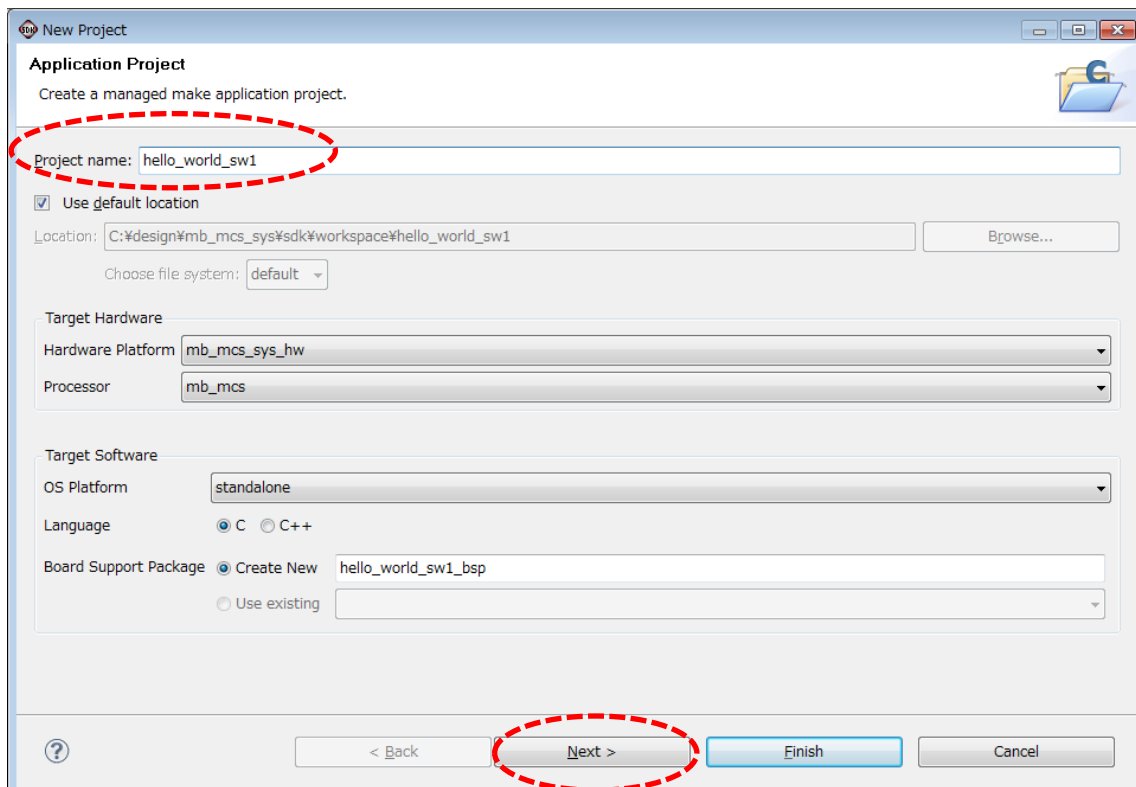 SDK New Project
Application Project
Create a managed make application project.
C
Project name: hello_world_sw1
Use default location
Location: C:¥design¥mb_mcs_sys¥sdk¥workspace¥hello_world_sw1 Browse...
Choose file system: default
Target Hardware
Hardware Platform mb_mcs_sys_hw
Processor mb_mcs
Target Software
OS Platform standalone
Language C C++
Board Support Package Create New hello_world_sw1_bsp
Use existing
? < Back Next > Finish Cancel